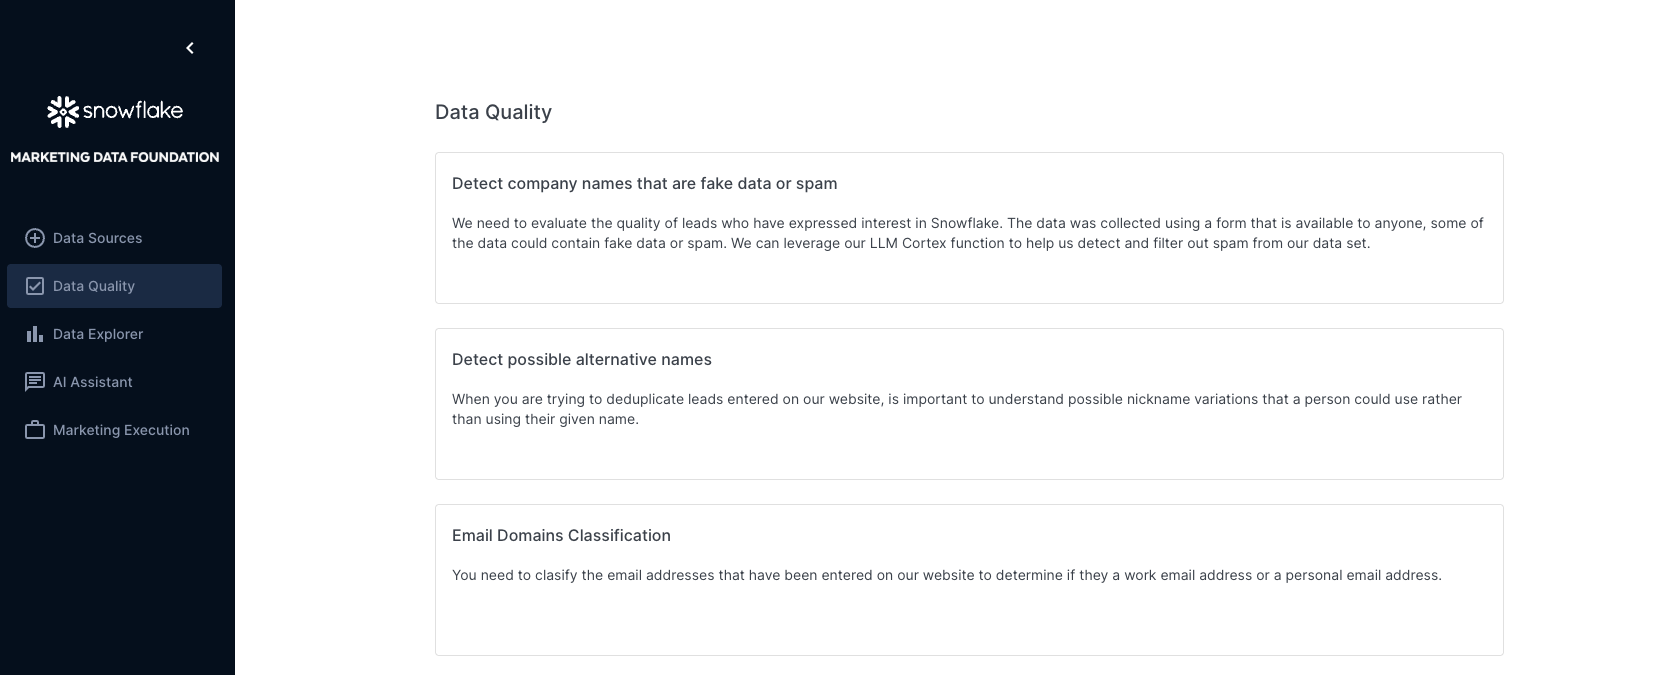 snowflake
MARKETING DATA FOUNDATION
Data Sources
Data Quality
Data Explorer
AI Assistant
Marketing Execution
Data Quality
Detect company names that are fake data or spam
We need to evaluate the quality of leads who have expressed interest in Snowflake. The data was collected using a form that is available to anyone, some of
the data could contain fake data or spam. We can leverage our LLM Cortex function to help us detect and filter out spam from our data set.
Detect possible alternative names
When you are trying to deduplicate leads entered on our website, is important to understand possible nickname variations that a person could use rather
than using their given name.
Email Domains Classification
You need to clasify the email addresses that have been entered on our website to determine if they a work email address or a personal email address.